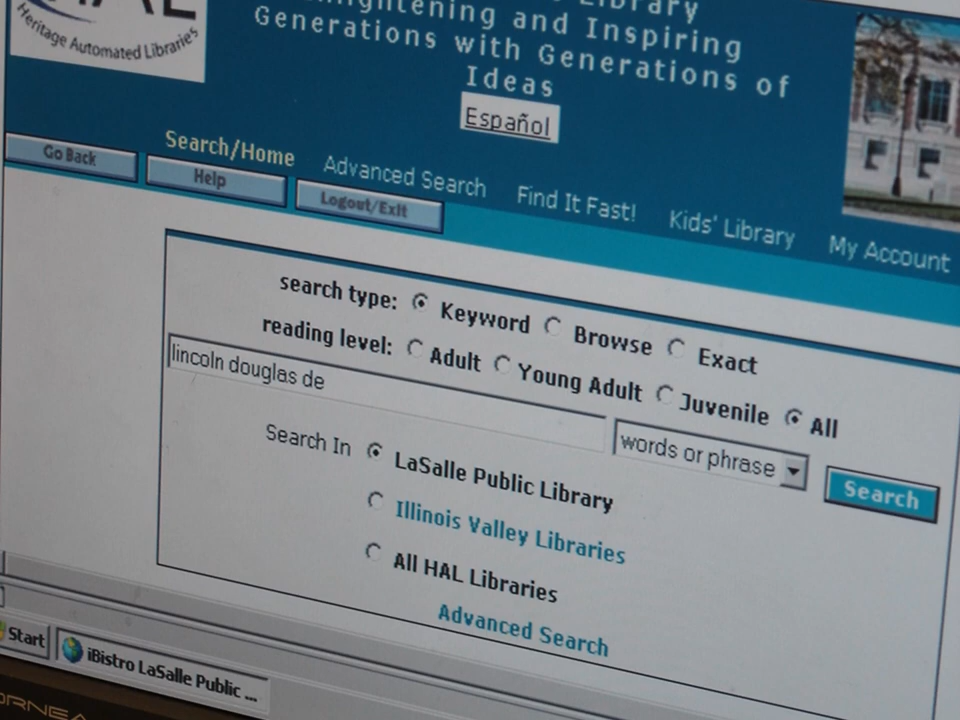 Heritage Automated Libraries
Library
and Inspiring
Generations with Generations of
Ideas
Español
Go Back
Search/Home
Advanced Search
Find It Fast!
Kids' Library
My Account
Help
Logout/Exit
search type: Keyword Browse Exact
reading level: Adult Young Adult Juvenile All
lincoln douglas de
words or phrase
Search
Search In LaSalle Public Library
Illinois Valley Libraries
All HAL Libraries
Advanced Search
Start
iBistro LaSalle Public ...